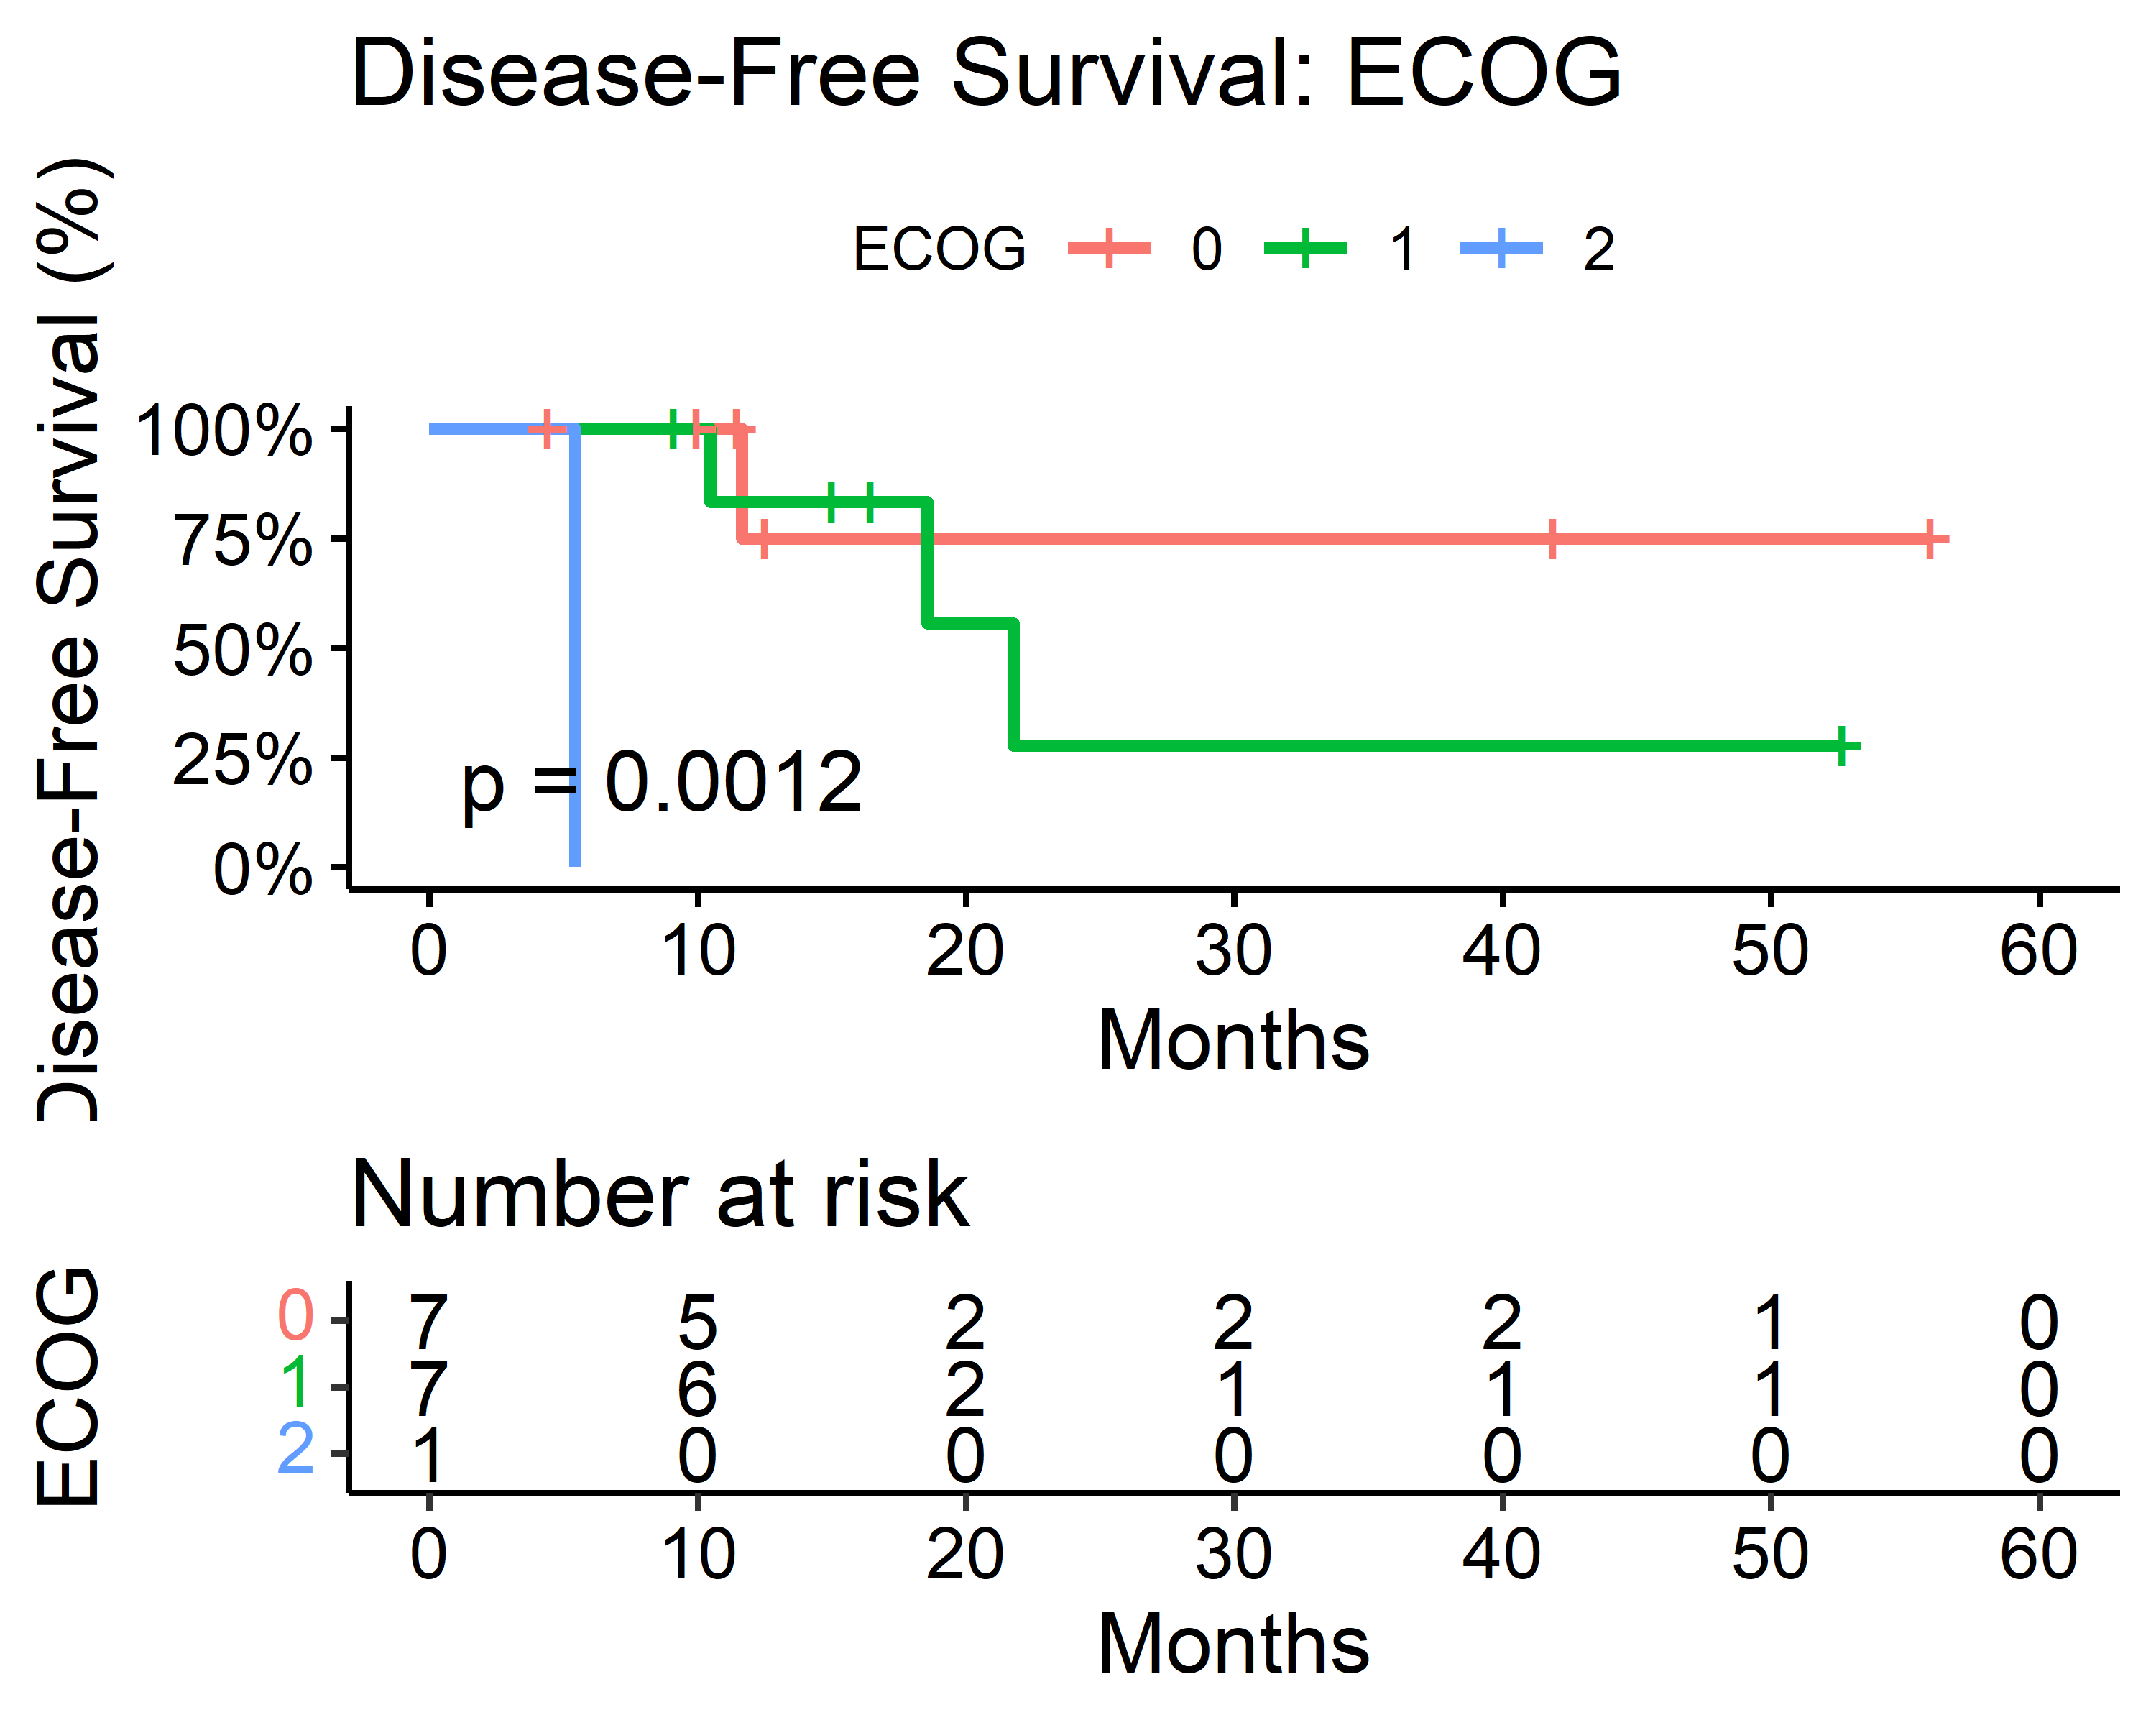 Disease-Free Survival: ECOG
ECOG 0 1 2
Disease-Free Survival (%)
100%
75%
50%
25%
0%
p = 0.0012
0 10 20 30 40 50 60
Months
Number at risk
ECOG
0 7 5 2 2 2 1 0
1 7 6 2 1 1 1 0
2 1 0 0 0 0 0 0
0 10 20 30 40 50 60
Months